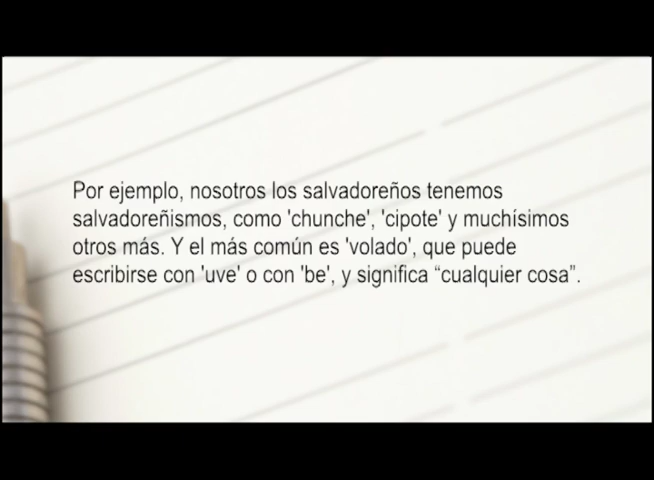 Por ejemplo, nosotros los salvadoreños tenemos
salvadoreñismos, como 'chunche', 'cipote' y muchísimos
otros más. Y el más común es 'volado', que puede
escribirse con 'uve' o con 'be', y significa “cualquier cosa”.